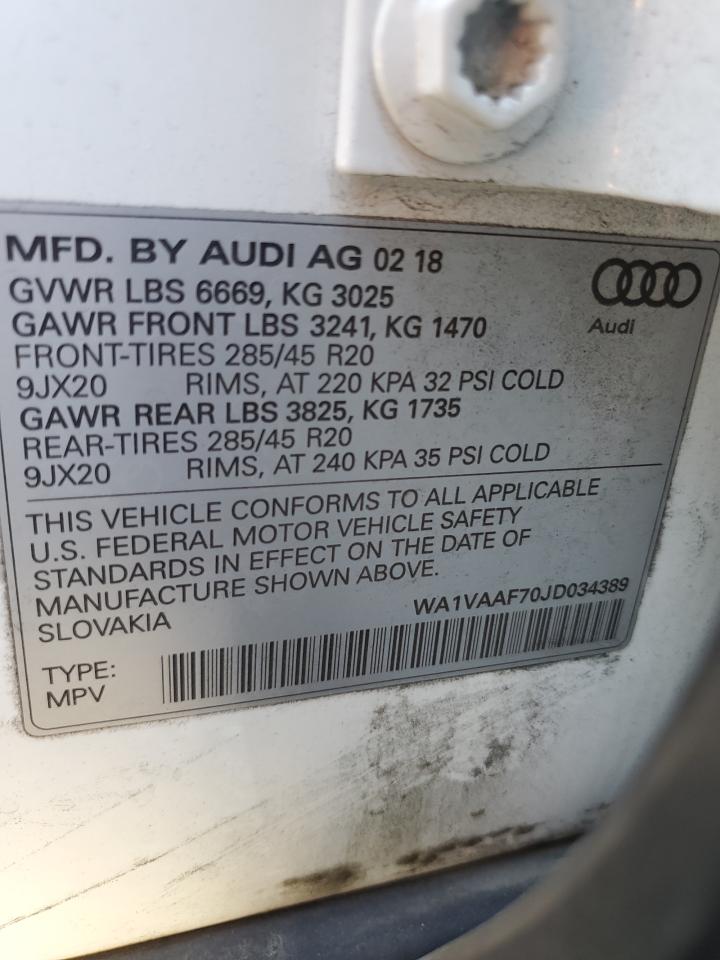 MFD. BY AUDI AG 02 18
GVWR LBS 6669, KG 3025
GAWR FRONT LBS 3241, KG 1470
FRONT-TIRES 285/45 R20
9JX20 RIMS, AT 220 KPA 32 PSI COLD
GAWR REAR LBS 3825, KG 1735
REAR-TIRES 285/45 R20
9JX20 RIMS, AT 240 KPA 35 PSI COLD
Audi
THIS VEHICLE CONFORMS TO ALL APPLICABLE
U.S. FEDERAL MOTOR VEHICLE SAFETY
STANDARDS IN EFFECT ON THE DATE OF
MANUFACTURE SHOWN ABOVE.
SLOVAKIA
WA1VAAF70JD034389
TYPE:
MPV